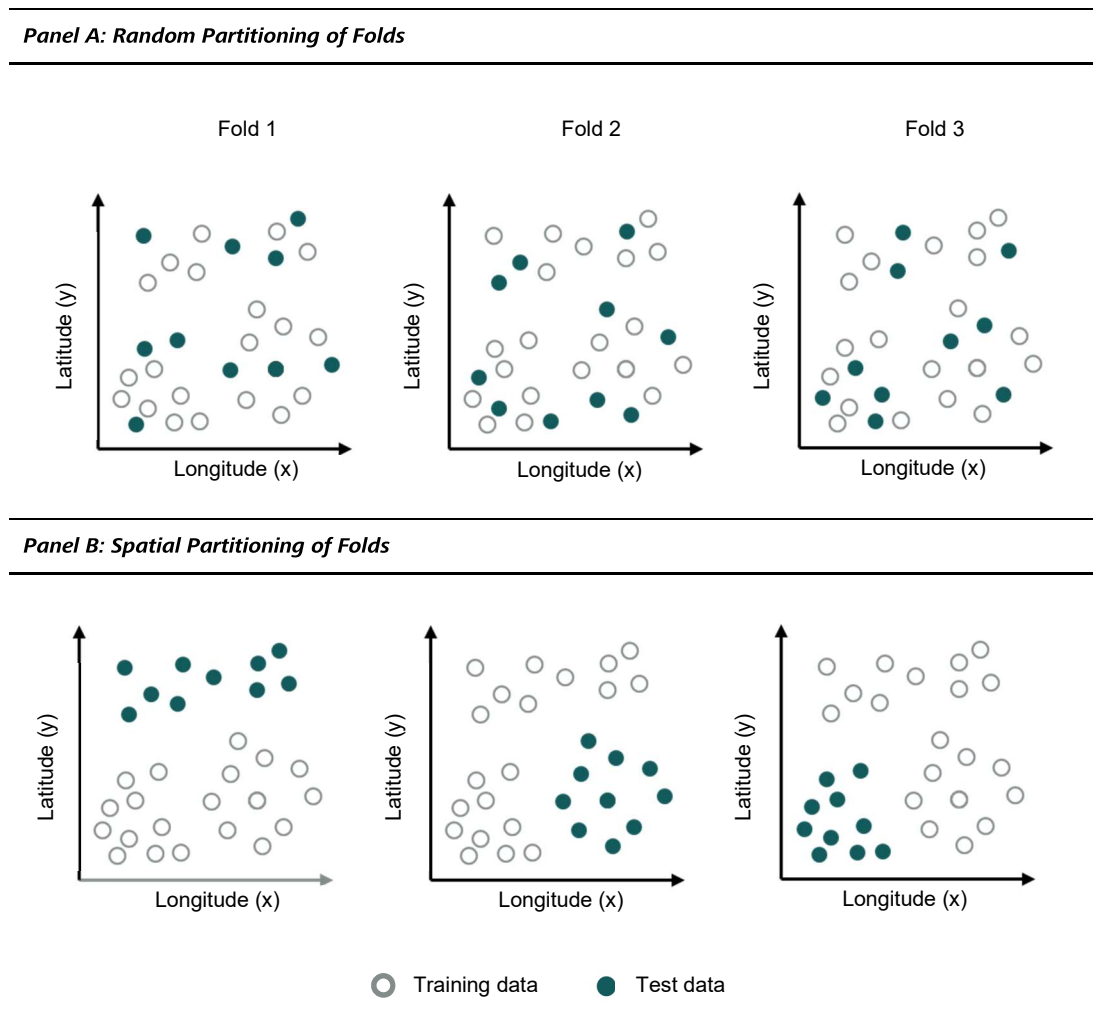 Panel A: Random Partitioning of Folds
Fold 1 Fold 2 Fold 3
Latitude (y) Latitude (y) Latitude (y)
Longitude (x) Longitude (x) Longitude (x)
Panel B: Spatial Partitioning of Folds
Latitude (y) Latitude (y) Latitude (y)
Longitude (x) Longitude (x) Longitude (x)
Training data Test data